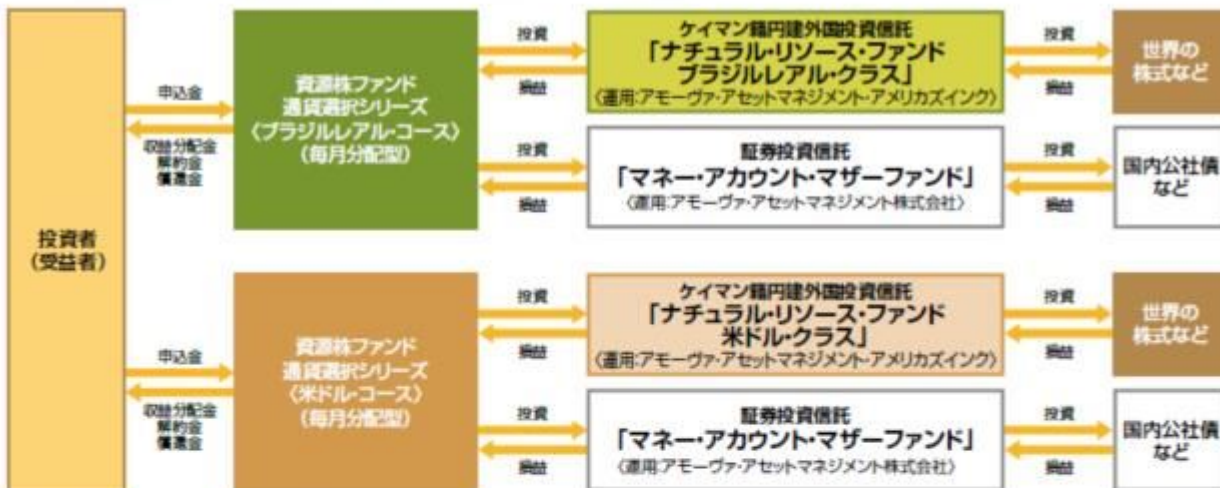 投資者
(受益者)
申込金
収益分配金
解約金
償還金
資源株ファンド
通貨選択シリーズ
〈ブラジルレアル・コース〉
(毎月分配型)
投資
損益
ケイマン籍円建外国投資信託
「ナチュラル・リソース・ファンド
ブラジルレアル・クラス」
〈運用:アモーヴァ・アセットマネジメント・アメリカズインク〉
投資
損益
世界の
株式など
投資
損益
証券投資信託
「マネー・アカウント・マザーファンド」
〈運用:アモーヴァ・アセットマネジメント株式会社〉
投資
損益
国内公社債
など
申込金
収益分配金
解約金
償還金
資源株ファンド
通貨選択シリーズ
〈米ドル・コース〉
(毎月分配型)
投資
損益
ケイマン籍円建外国投資信託
「ナチュラル・リソース・ファンド
米ドル・クラス」
〈運用:アモーヴァ・アセットマネジメント・アメリカズインク〉
投資
損益
世界の
株式など
投資
損益
証券投資信託
「マネー・アカウント・マザーファンド」
〈運用:アモーヴァ・アセットマネジメント株式会社〉
投資
損益
国内公社債
など